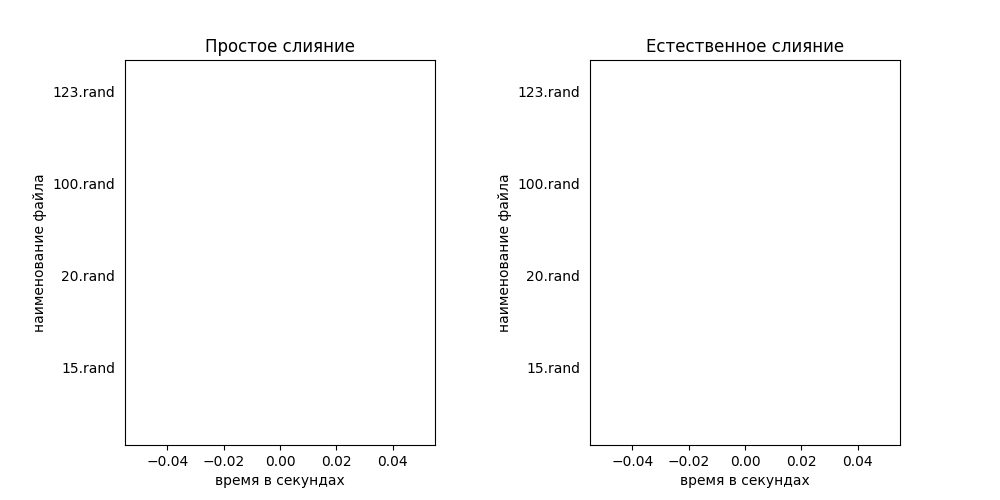 Простое слияние
123.rand
100.rand
20.rand
15.rand
наименование файла
−0.04 −0.02 0.00 0.02 0.04
время в секундах
Естественное слияние
123.rand
100.rand
20.rand
15.rand
наименование файла
−0.04 −0.02 0.00 0.02 0.04
время в секундах